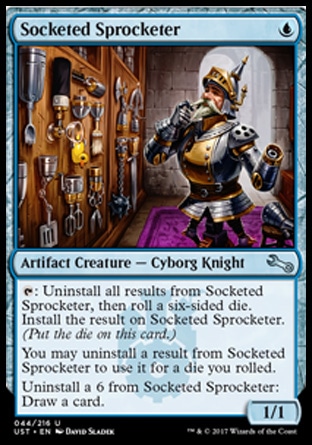 Socketed Sprocketer
Artifact Creature — Cyborg Knight
: Uninstall all results from Socketed
Sprocketer, then roll a six-sided die.
Install the result on Socketed Sprocketer.
(Put the die on this card.)
You may uninstall a result from Socketed
Sprocketer to use it for a die you rolled.
Uninstall a 6 from Socketed Sprocketer:
Draw a card.
1/1
044/216 U
UST • EN DAVID SLADEK
™ & © 2017 Wizards of the Coast